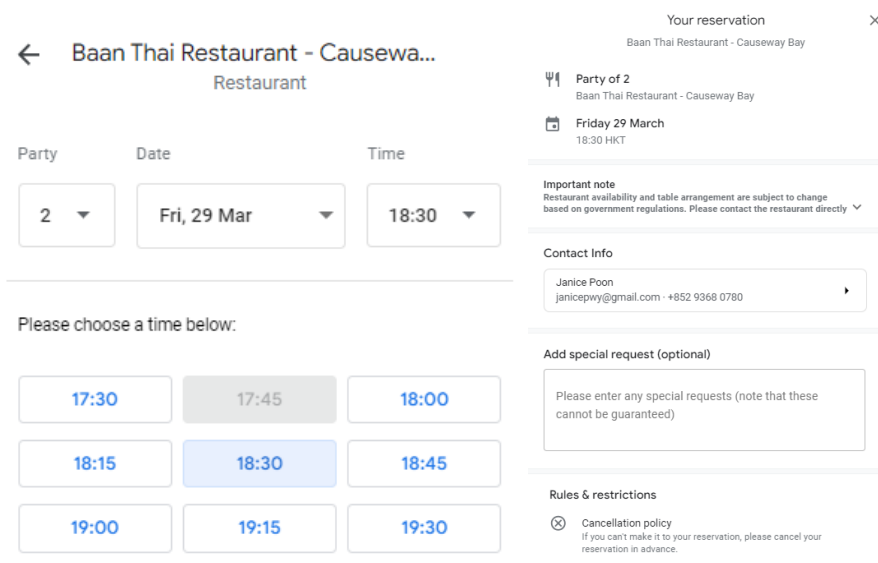 Baan Thai Restaurant - Causewa...
Restaurant
Party
Date
Time
2
Fri, 29 Mar
18:30
Please choose a time below:
17:30
17:45
18:00
18:15
18:30
18:45
19:00
19:15
19:30
Your reservation
Baan Thai Restaurant - Causeway Bay
Party of 2
Baan Thai Restaurant - Causeway Bay
Friday 29 March
18:30 HKT
Important note
Restaurant availability and table arrangement are subject to change
based on government regulations. Please contact the restaurant directly
Contact Info
Janice Poon
janicepwy@gmail.com · +852 9368 0780
Add special request (optional)
Please enter any special requests (note that these
cannot be guaranteed)
Rules & restrictions
Cancellation policy
If you can't make it to your reservation, please cancel your
reservation in advance.